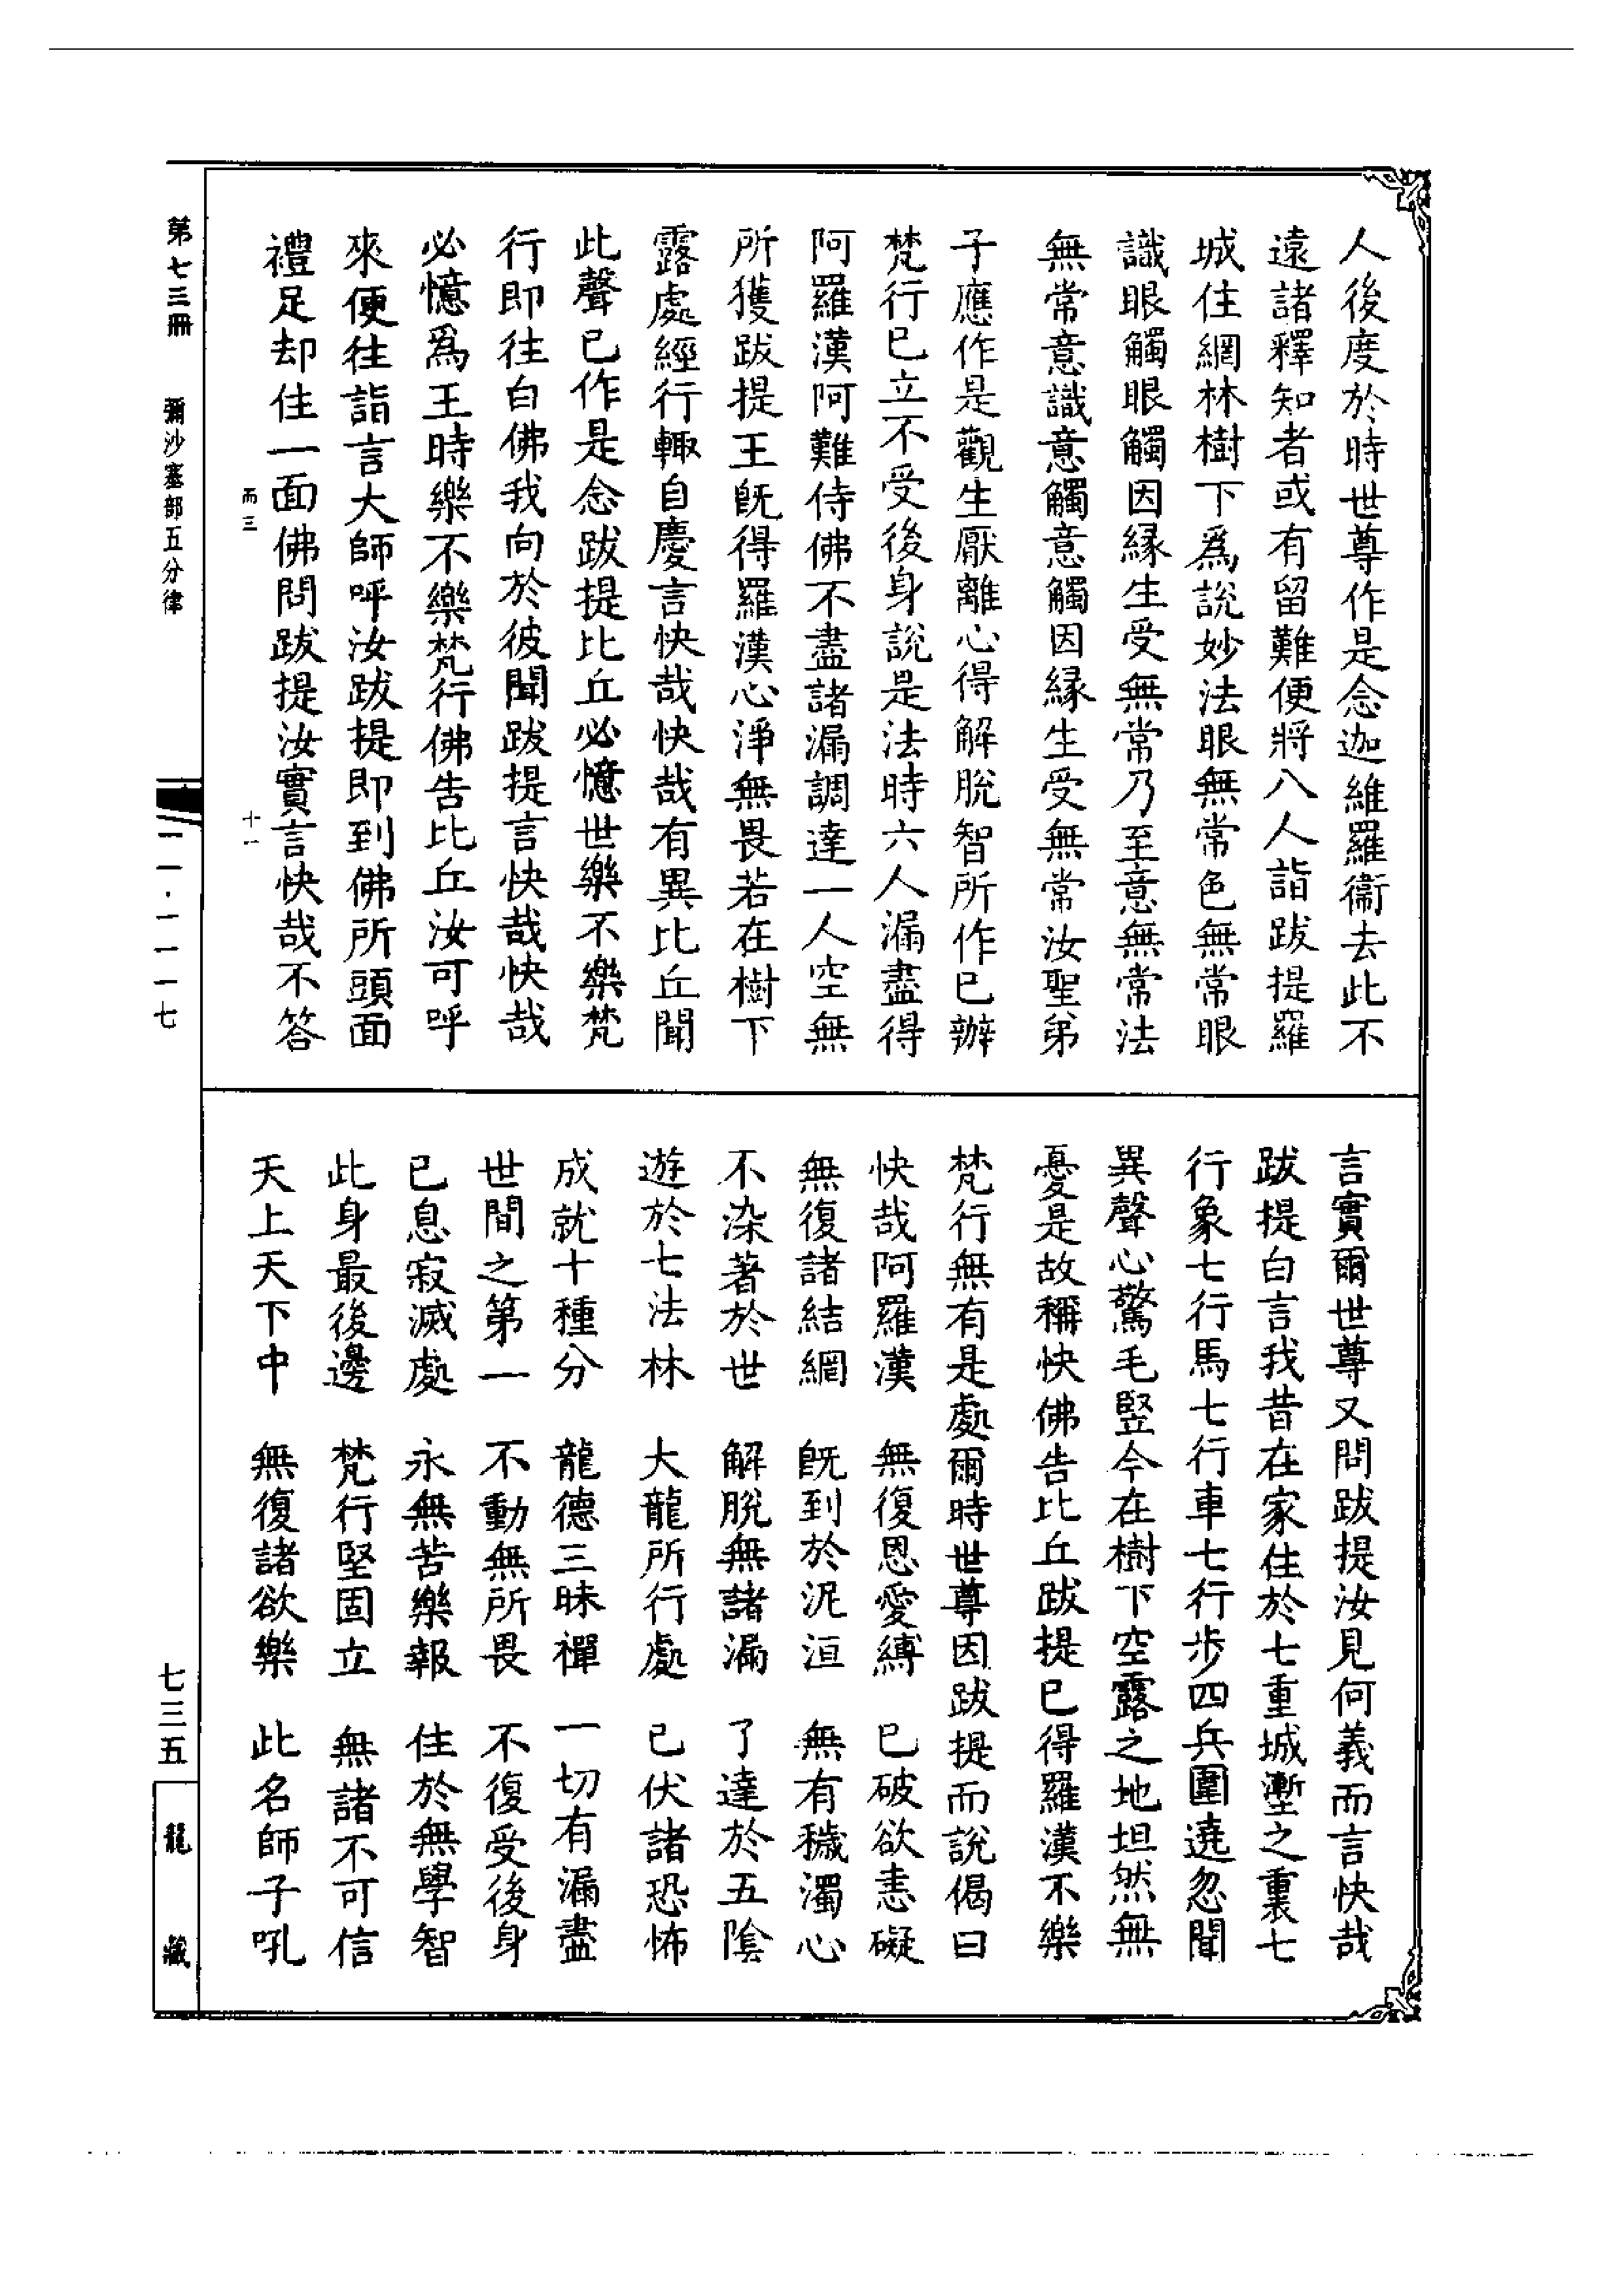 人後度於時世尊作是念迦維羅衞去此不
遠諸釋知者或有留難便將八人詣跋提羅
城住網林樹下爲說妙法眼無常色無常眼
識眼觸眼觸因緣生受無常乃至意無常法
無常意識意觸意觸因緣生受無常汝聖弟
子應作是觀生厭離心得解脫智所作已辦
梵行已立不受後身說是法時六人漏盡得
阿羅漢阿難侍佛不盡諸漏調達一人空無
所獲跋提王旣得羅漢心淨無畏若在樹下
露處經行輙自慶言快哉快哉有異比丘聞
此聲已作是念跋提比丘必憶世樂不樂梵
行即往白佛我向於彼聞跋提言快哉快哉
必憶爲王時樂不樂梵行佛告比丘汝可呼
來便往詣言大師呼汝跋提即到佛所頭面
禮足却住一面佛問跋提汝實言快哉不答
言實爾世尊又問跋提汝見何義而言快哉
跋提白言我昔在家住於七重城壍之裏七
行象七行馬七行車七行步四兵圍遶忽聞
異聲心驚毛豎今在樹下空露之地坦然無
憂是故稱快佛告比丘跋提已得羅漢不樂
梵行無有是處爾時世尊因跋提而說偈曰
快哉阿羅漢　無復恩愛縛　已破欲恚礙
無復諸結網　旣到於泥洹　無有穢濁心
不染著於世　解脫無諸漏　了達於五陰
遊於七法林　大龍所行處　已伏諸恐怖
成就十種分　龍德三昧禪　一切有漏盡
世間之第一　不動無所畏　不復受後身
已息寂滅處　永無苦樂報　住於無學智
此身最後邊　梵行堅固立　無諸不可信
天上天下中　無復諸欲樂　此名師子吼
而三　十一
第七三冊　彌沙塞部五分律
一一·一一一七
七三五
龍藏